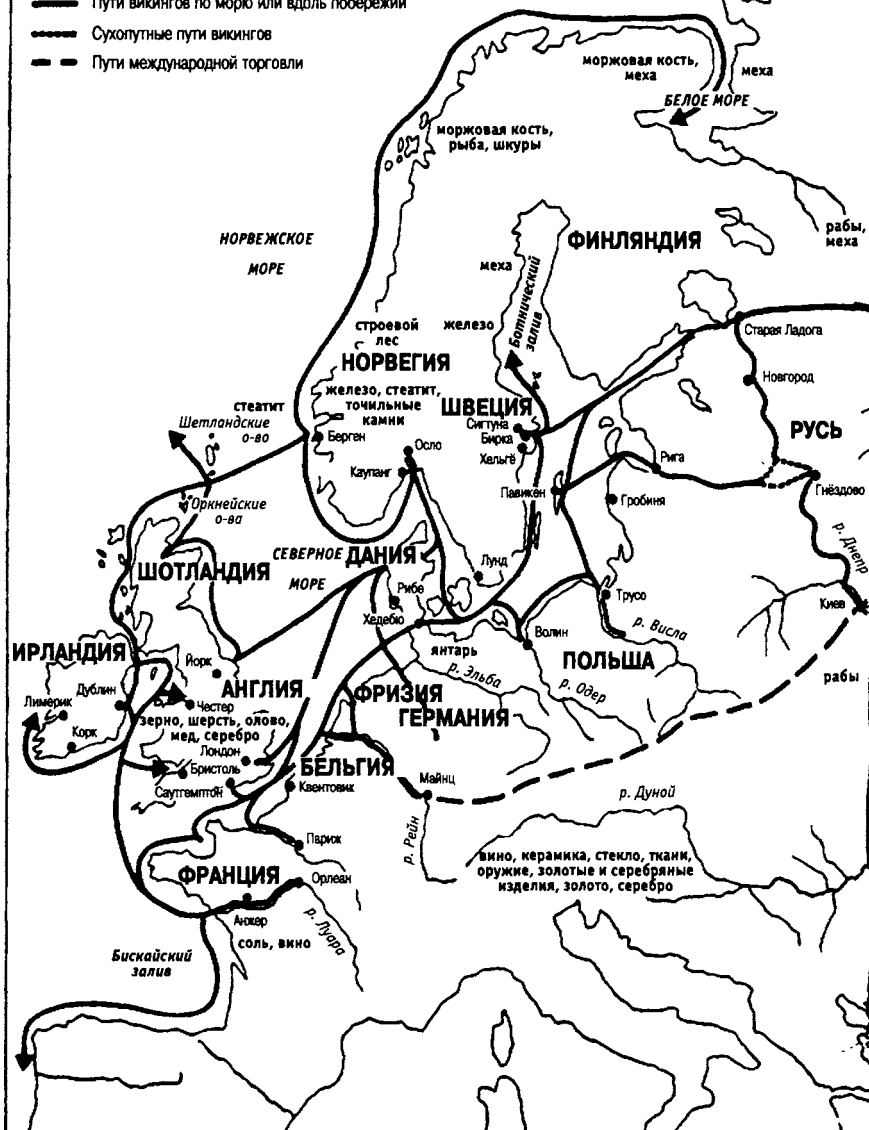 Пути викингов по морю или вдоль побережий
Сухопутные пути викингов
Пути международной торговли
моржовая кость,
меха
меха
БЕЛОЕ МОРЕ
моржовая кость,
рыба, шкуры
рабы,
меха
НОРВЕЖСКОЕ
МОРЕ
ФИНЛЯНДИЯ
меха
Ботнический
залив
строевой
лес
железо
Старая Ладога
НОРВЕГИЯ
Новгород
железо, стеатит,
точильные
камни
ШВЕЦИЯ
стеатит
Шетландские
о-ва
Берген
Сигтуна
Бирка
Хельгё
РУСЬ
Осло
Каупанг
Рига
Павикен
Гробиня
Гнёздово
Оркнейские
о-ва
р. Днепр
СЕВЕРНОЕ
МОРЕ
ДАНИЯ
ШОТЛАНДИЯ
Лунд
Рибе
Трусо
Киев
Хедебю
Волин
р. Висла
янтарь
ИРЛАНДИЯ
Йорк
ПОЛЬША
р. Эльба
рабы
АНГЛИЯ
ФРИЗИЯ
р. Одер
Дублин
Лимерик
Честер
ГЕРМАНИЯ
зерно, шерсть, олово,
мед, серебро
Корк
Лондон
Бристоль
БЕЛЬГИЯ
Саутгемптон
Квентовик
Майнц
р. Дунай
р. Рейн
Париж
вино, керамика, стекло, ткани,
оружие, золотые и серебряные
изделия, золото, серебро
ФРАНЦИЯ
Орлеан
Анжер
р. Луара
соль, вино
Бискайский
залив